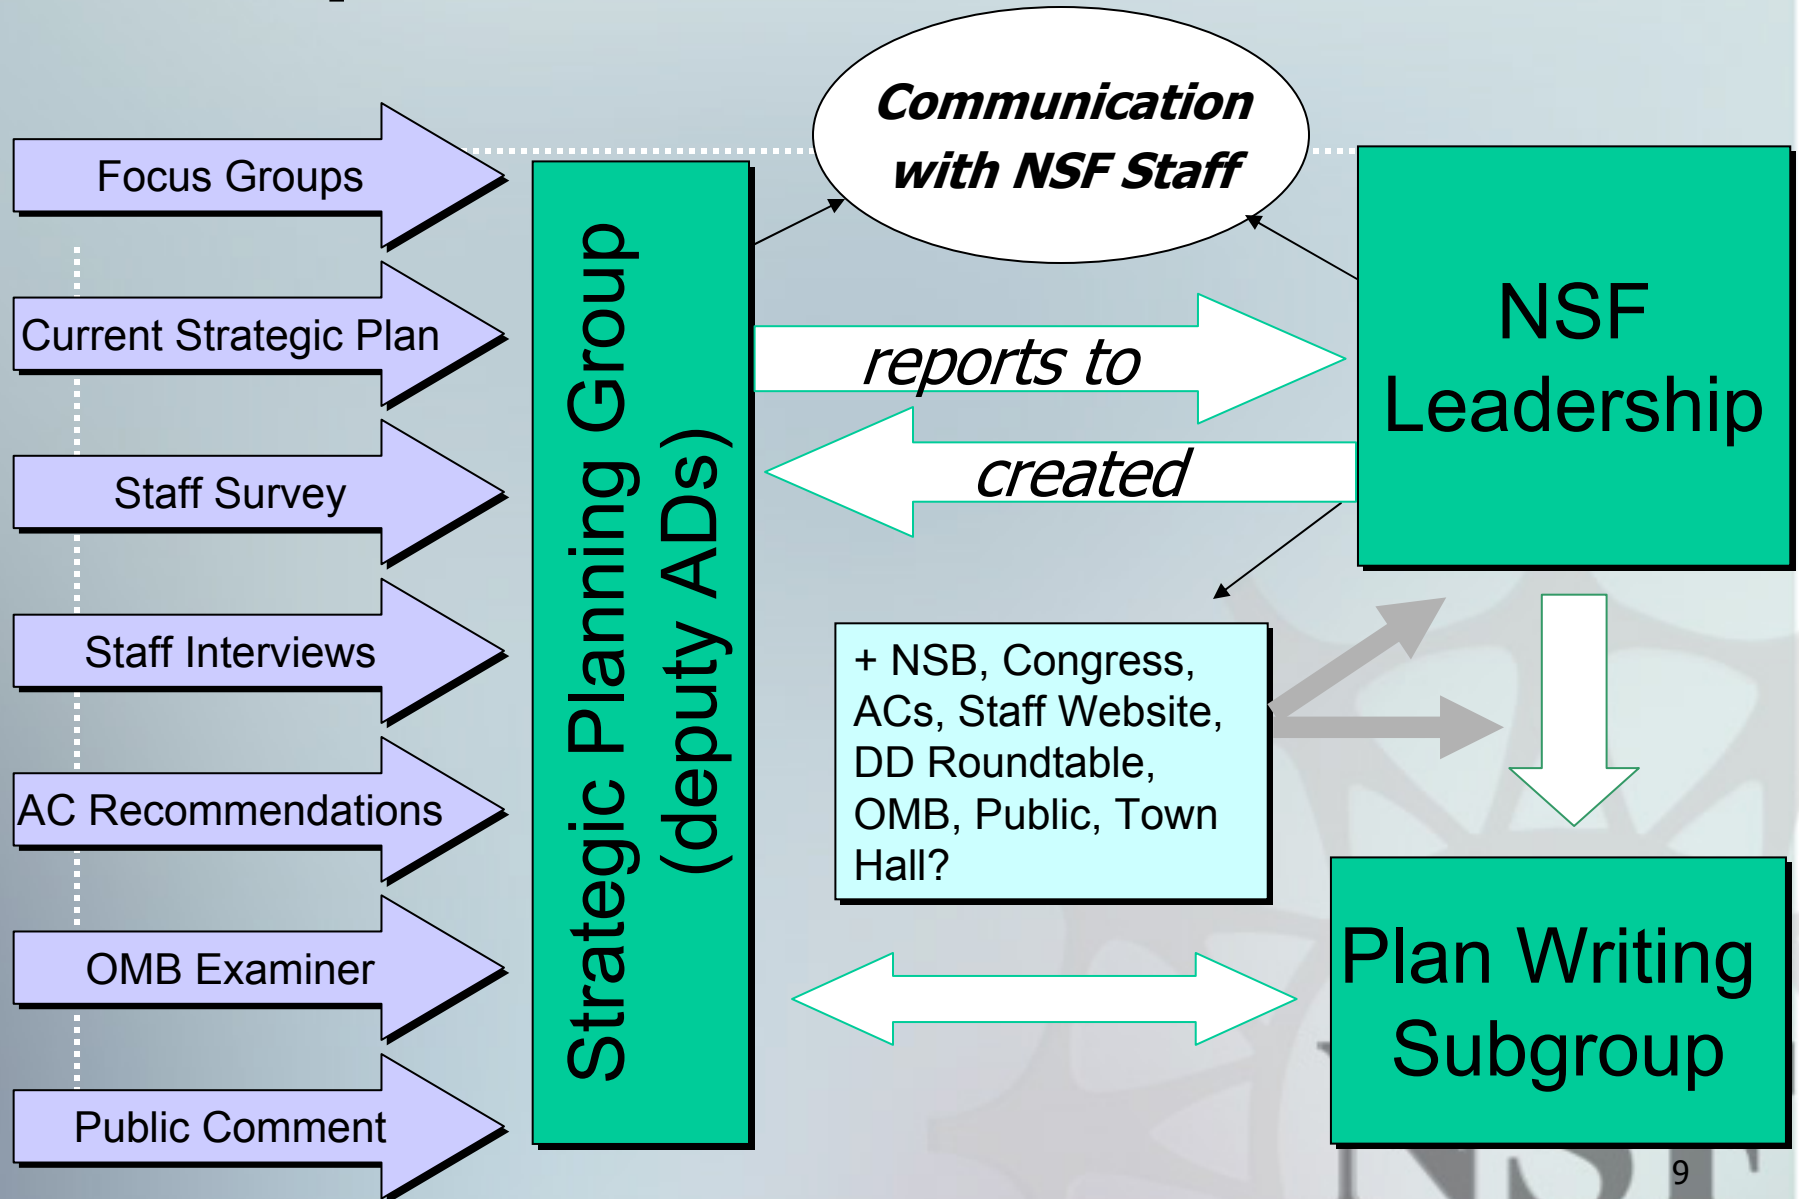 Focus Groups
Current Strategic Plan
Staff Survey
Staff Interviews
AC Recommendations
OMB Examiner
Public Comment
Strategic Planning Group
(deputy ADs)
Communication
with NSF Staff
reports to
created
NSF
Leadership
+ NSB, Congress,
ACs, Staff Website,
DD Roundtable,
OMB, Public, Town
Hall?
Plan Writing
Subgroup
NSF
9